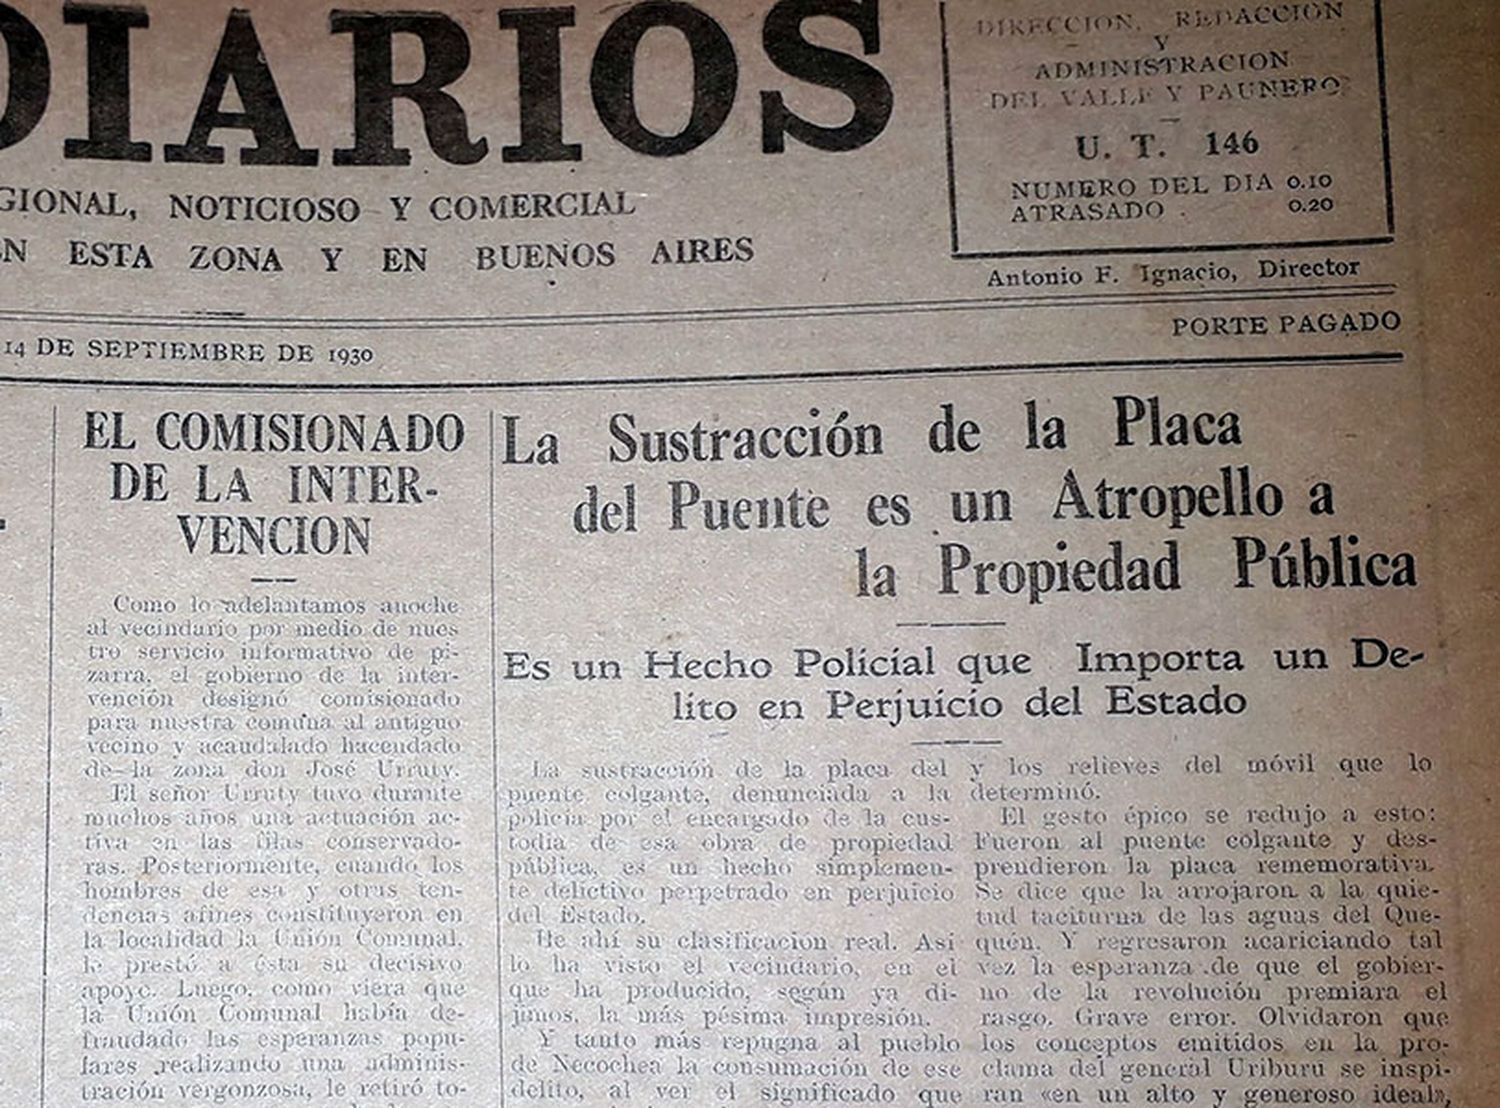 DIARIOS
GIONAL, NOTICIOSO Y COMERCIAL
EN ESTA ZONA Y EN BUENOS AIRES
DIRECCION, REDACCION
Y
ADMINISTRACION
DEL VALLE Y PAUNERO
U. T. 146
NUMERO DEL DIA 0.10
ATRASADO 0.20
Antonio F. Ignacio, Director
14 DE SEPTIEMBRE DE 1930
PORTE PAGADO
EL COMISIONADO
DE LA INTER-
VENCION
Como lo adelantamos anoche
al vecindario por medio de nues
tro servicio informativo de pi-
zarra, el gobierno de la inter-
vención designó comisionado
para nuestra comuna al antiguo
vecino y acaudalado hacendado
de la zona don José Urruty.
El señor Urruty tuvo durante
muchos años una actuación ac-
tiva en las filas conservado-
ras. Posteriormente, cuando los
hombres de esa y otras ten-
dencias afines constituyeron en
la localidad la Unión Comunal,
le prestó a ésta su decisivo
apoyo. Luego, como viera que
la Unión Comunal había de-
fraudado las esperanzas popu-
lares realizando una adminis-
tración vergonzosa, le retiró to-
La Sustracción de la Placa
del Puente es un Atropello a
la Propiedad Pública
Es un Hecho Policial que Importa un De-
lito en Perjuicio del Estado
La sustracción de la placa del
puente colgante, denunciada a la
policía por el encargado de la cus-
todia de esa obra de propiedad
pública, es un hecho simplemen-
te delictivo perpetrado en perjuicio
del Estado.
He ahí su clasificacion real. Así
lo ha visto el vecindario, en el
que ha producido, según ya di-
jimos, la más pésima impresión.
Y tanto más repugna al pueblo
de Necochea la consumación de ese
delito, al ver el significado que
y los relieves del móvil que lo
determinó.
El gesto épico se redujo a esto:
Fueron al puente colgante y des-
prendieron la placa rememorativa.
Se dice que la arrojaron a la quie-
tud taciturna de las aguas del Que-
quén. Y regresaron acariciando tal
vez la esperanza de que el gobier-
no de la revolución premiara el
rasgo. Grave error. Olvidaron que
los conceptos emitidos en la pro-
clama del general Uriburu se inspi-
ran «en un alto y generoso ideal»,